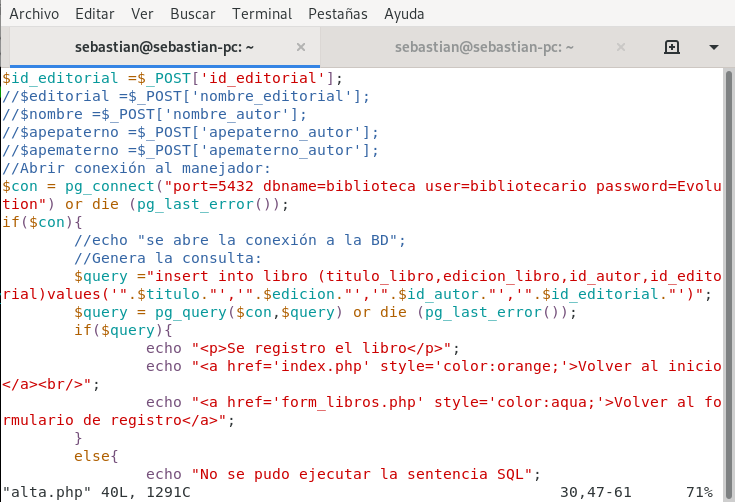 Archivo Editar Ver Buscar Terminal Pestañas Ayuda
sebastian@sebastian-pc: ~ × sebastian@sebastian-pc: ~ ×
$id_editorial =$_POST['id_editorial'];
//$editorial =$_POST['nombre_editorial'];
//$nombre =$_POST['nombre_autor'];
//$apepaterno =$_POST['apepaterno_autor'];
//$apematerno =$_POST['apematerno_autor'];
//Abrir conexión al manejador:
$con = pg_connect("port=5432 dbname=biblioteca user=bibliotecario password=Evolu
tion") or die (pg_last_error());
if($con){
        //echo "se abre la conexión a la BD";
        //Genera la consulta:
        $query ="insert into libro (titulo_libro,edicion_libro,id_autor,id_edito
rial)values('".$titulo."','".$edicion."','".$id_autor."','".$id_editorial."')";
        $query = pg_query($con,$query) or die (pg_last_error());
        if($query){
                echo "<p>Se registro el libro</p>";
                echo "<a href='index.php' style='color:orange;'>Volver al inicio
</a><br/>";
                echo "<a href='form_libros.php' style='color:aqua;'>Volver al fo
rmulario de registro</a>";
        }
        else{
                echo "No se pudo ejecutar la sentencia SQL";
"alta.php" 40L, 1291C 30,47-61 71%